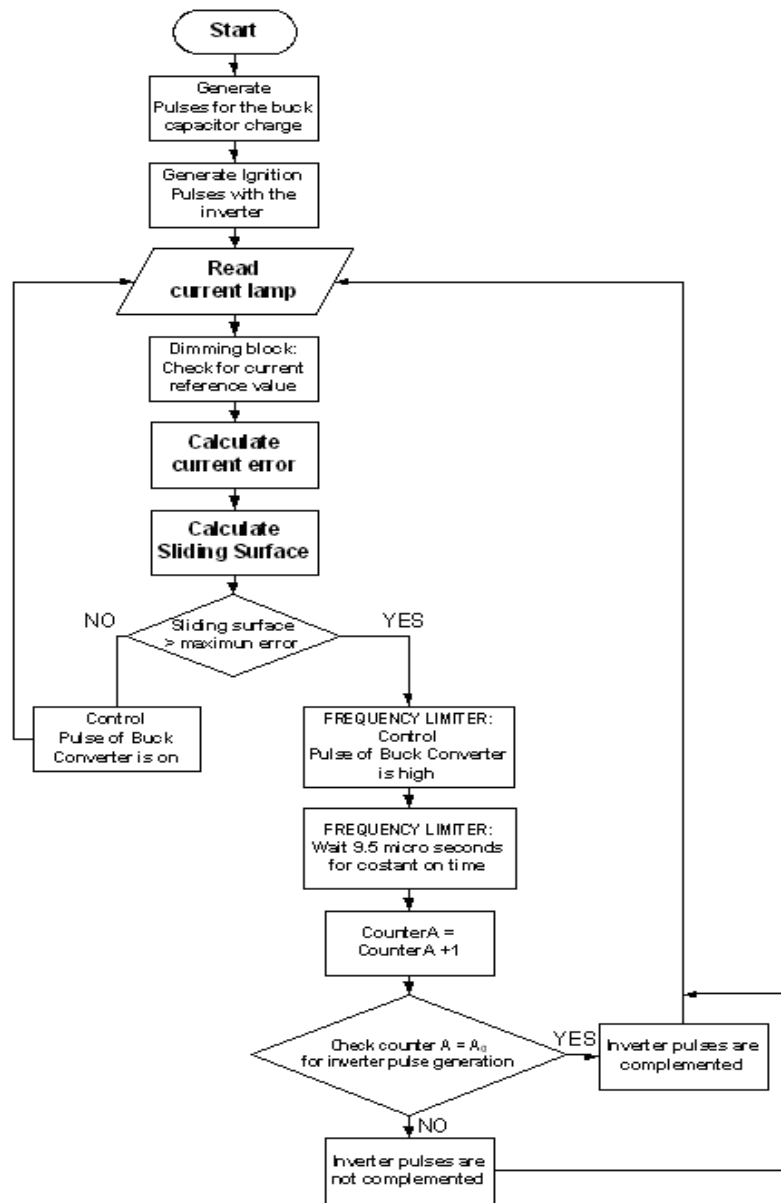 Start
Generate
Pulses for the buck
capacitor charge
Generate Ignition
Pulses with the
inverter
Read
current lamp
Dimming block:
Check for current
reference value
Calculate
current error
Calculate
Sliding Surface
NO
Sliding surface
> maximun error
YES
Control
Pulse of Buck
Converter is on
FREQUENCY LIMITER:
Control
Pulse of Buck Converter
is high
FREQUENCY LIMITER:
Wait 9.5 micro seconds
for costant on time
CounterA =
CounterA +1
Check counter A = A₀
for inverter pulse generation
YES
Inverter pulses are
complemented
NO
Inverter pulses are
not complemented